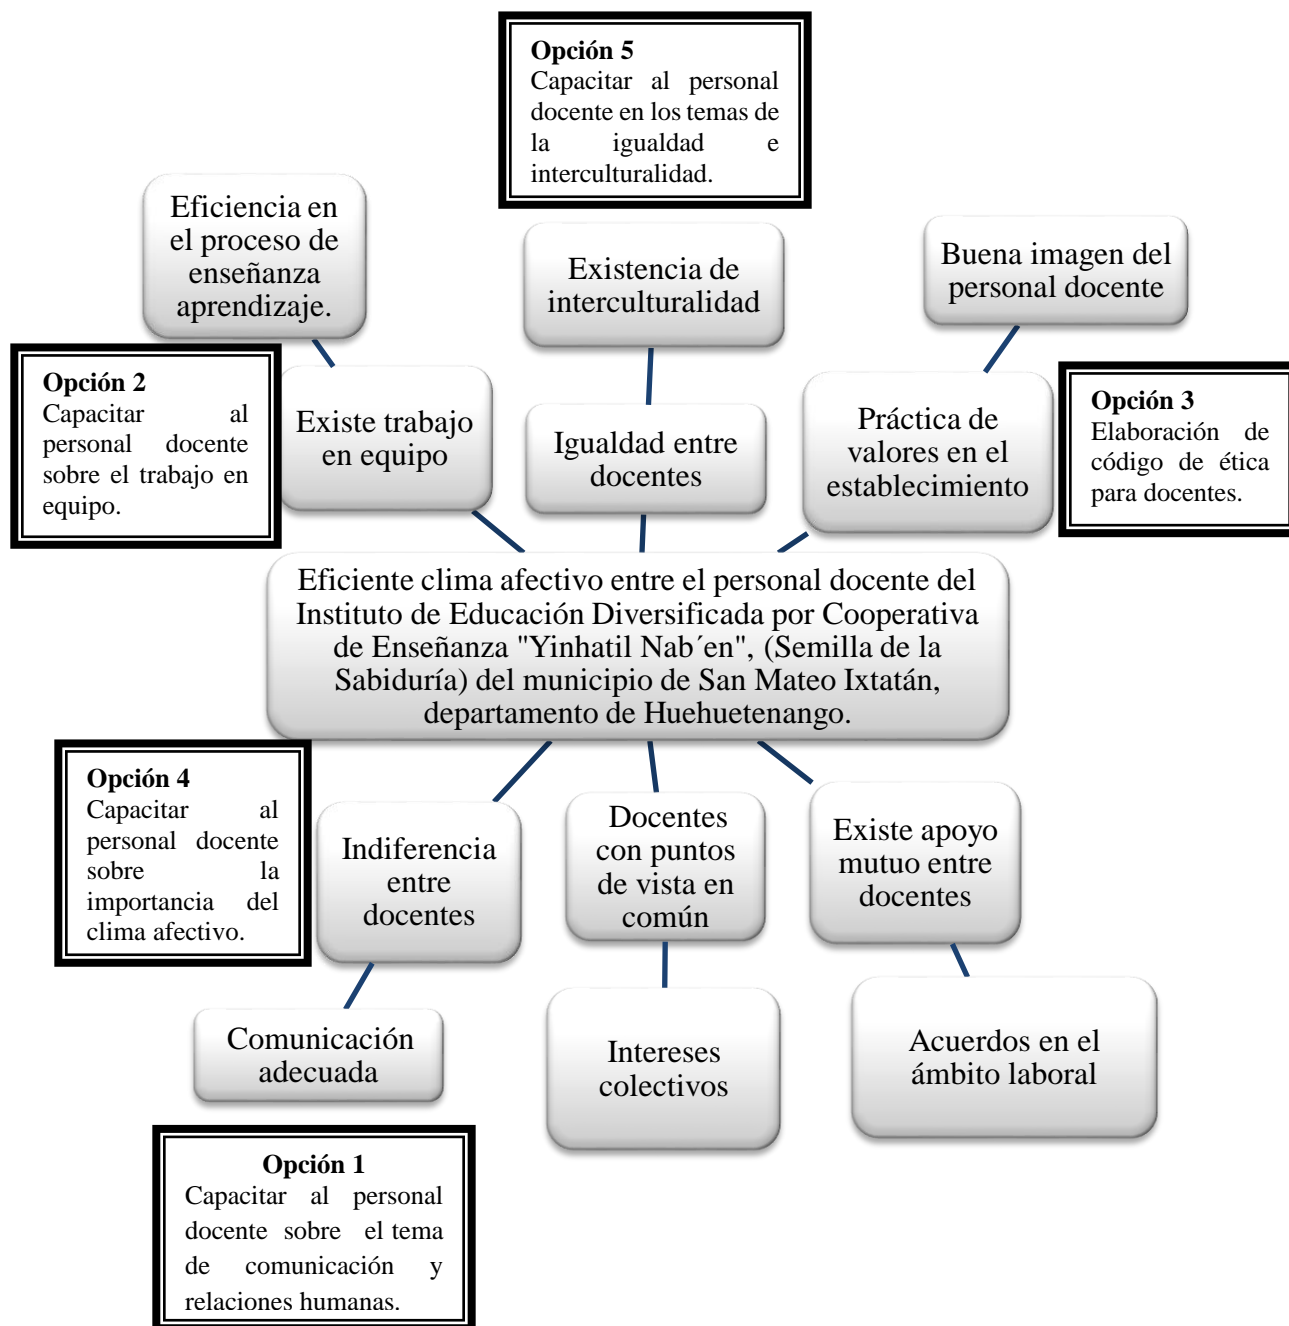 Opción 5
Capacitar al personal
docente en los temas de
la igualdad e
interculturalidad.
Eficiencia en
el proceso de
enseñanza
aprendizaje.
Existencia de
interculturalidad
Buena imagen del
personal docente
Opción 2
Capacitar al
personal docente
sobre el trabajo en
equipo.
Existe trabajo
en equipo
Igualdad entre
docentes
Práctica de
valores en el
establecimiento
Opción 3
Elaboración de
código de ética
para docentes.
Eficiente clima afectivo entre el personal docente del
Instituto de Educación Diversificada por Cooperativa
de Enseñanza "Yinhatil Nab´en", (Semilla de la
Sabiduría) del municipio de San Mateo Ixtatán,
departamento de Huehuetenango.
Opción 4
Capacitar al
personal docente
sobre la
importancia del
clima afectivo.
Indiferencia
entre
docentes
Docentes
con puntos
de vista en
común
Existe apoyo
mutuo entre
docentes
Comunicación
adecuada
Intereses
colectivos
Acuerdos en el
ámbito laboral
Opción 1
Capacitar al personal
docente sobre el tema
de comunicación y
relaciones humanas.